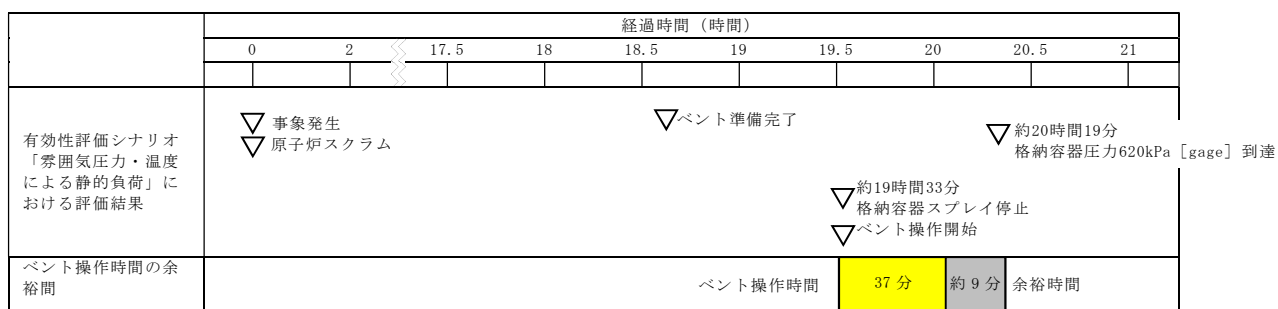 経過時間（時間）
0 2 17.5 18 18.5 19 19.5 20 20.5 21
有効性評価シナリオ
「雰囲気圧力・温度
による静的負荷」に
おける評価結果
事象発生
原子炉スクラム
ベント準備完了
約20時間19分
格納容器圧力620kPa［gage］到達
約19時間33分
格納容器スプレイ停止
ベント操作開始
ベント操作時間の余
裕間
ベント操作時間
37 分
約 9 分
余裕時間